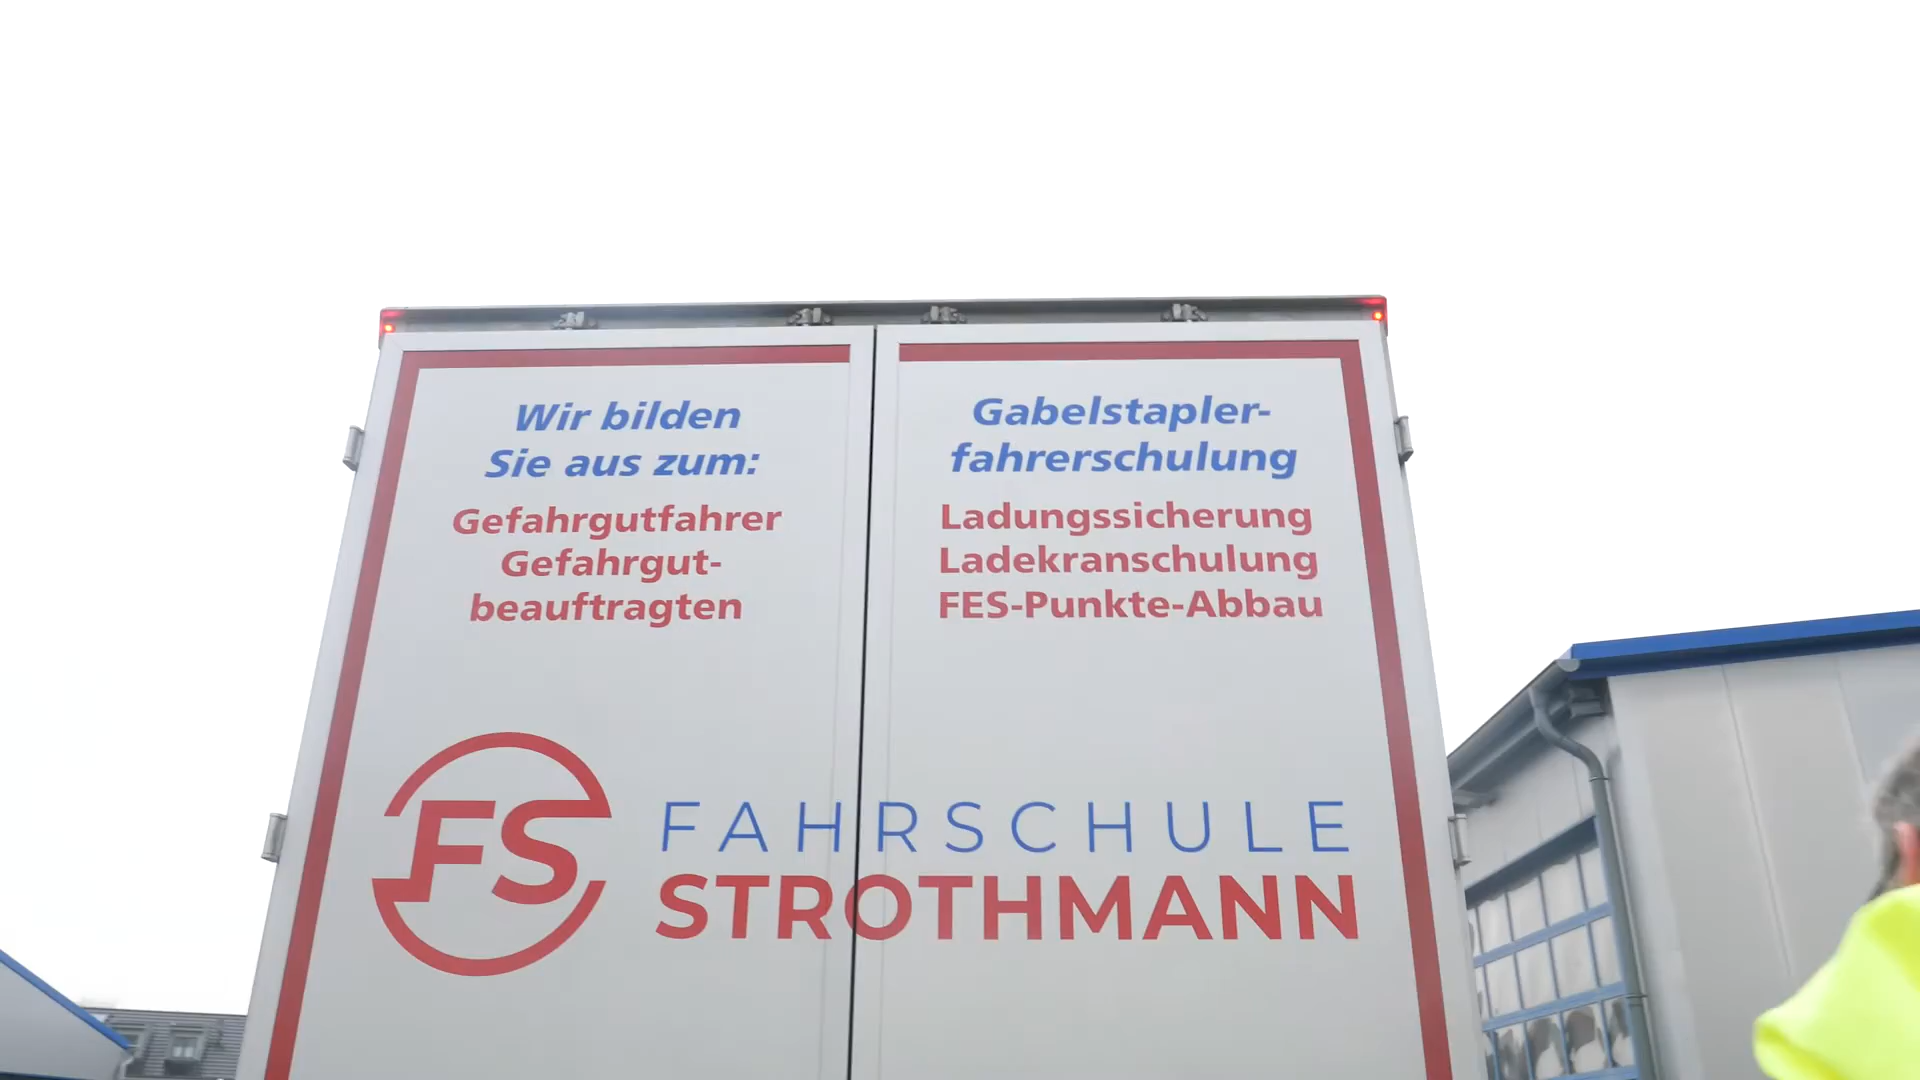 Wir bilden
Sie aus zum:
Gefahrgutfahrer
Gefahrgut-
beauftragten
Gabelstapler-
fahrerschulung
Ladungssicherung
Ladekranschulung
FES-Punkte-Abbau
FS
FAHRSCHULE
STROTHMANN